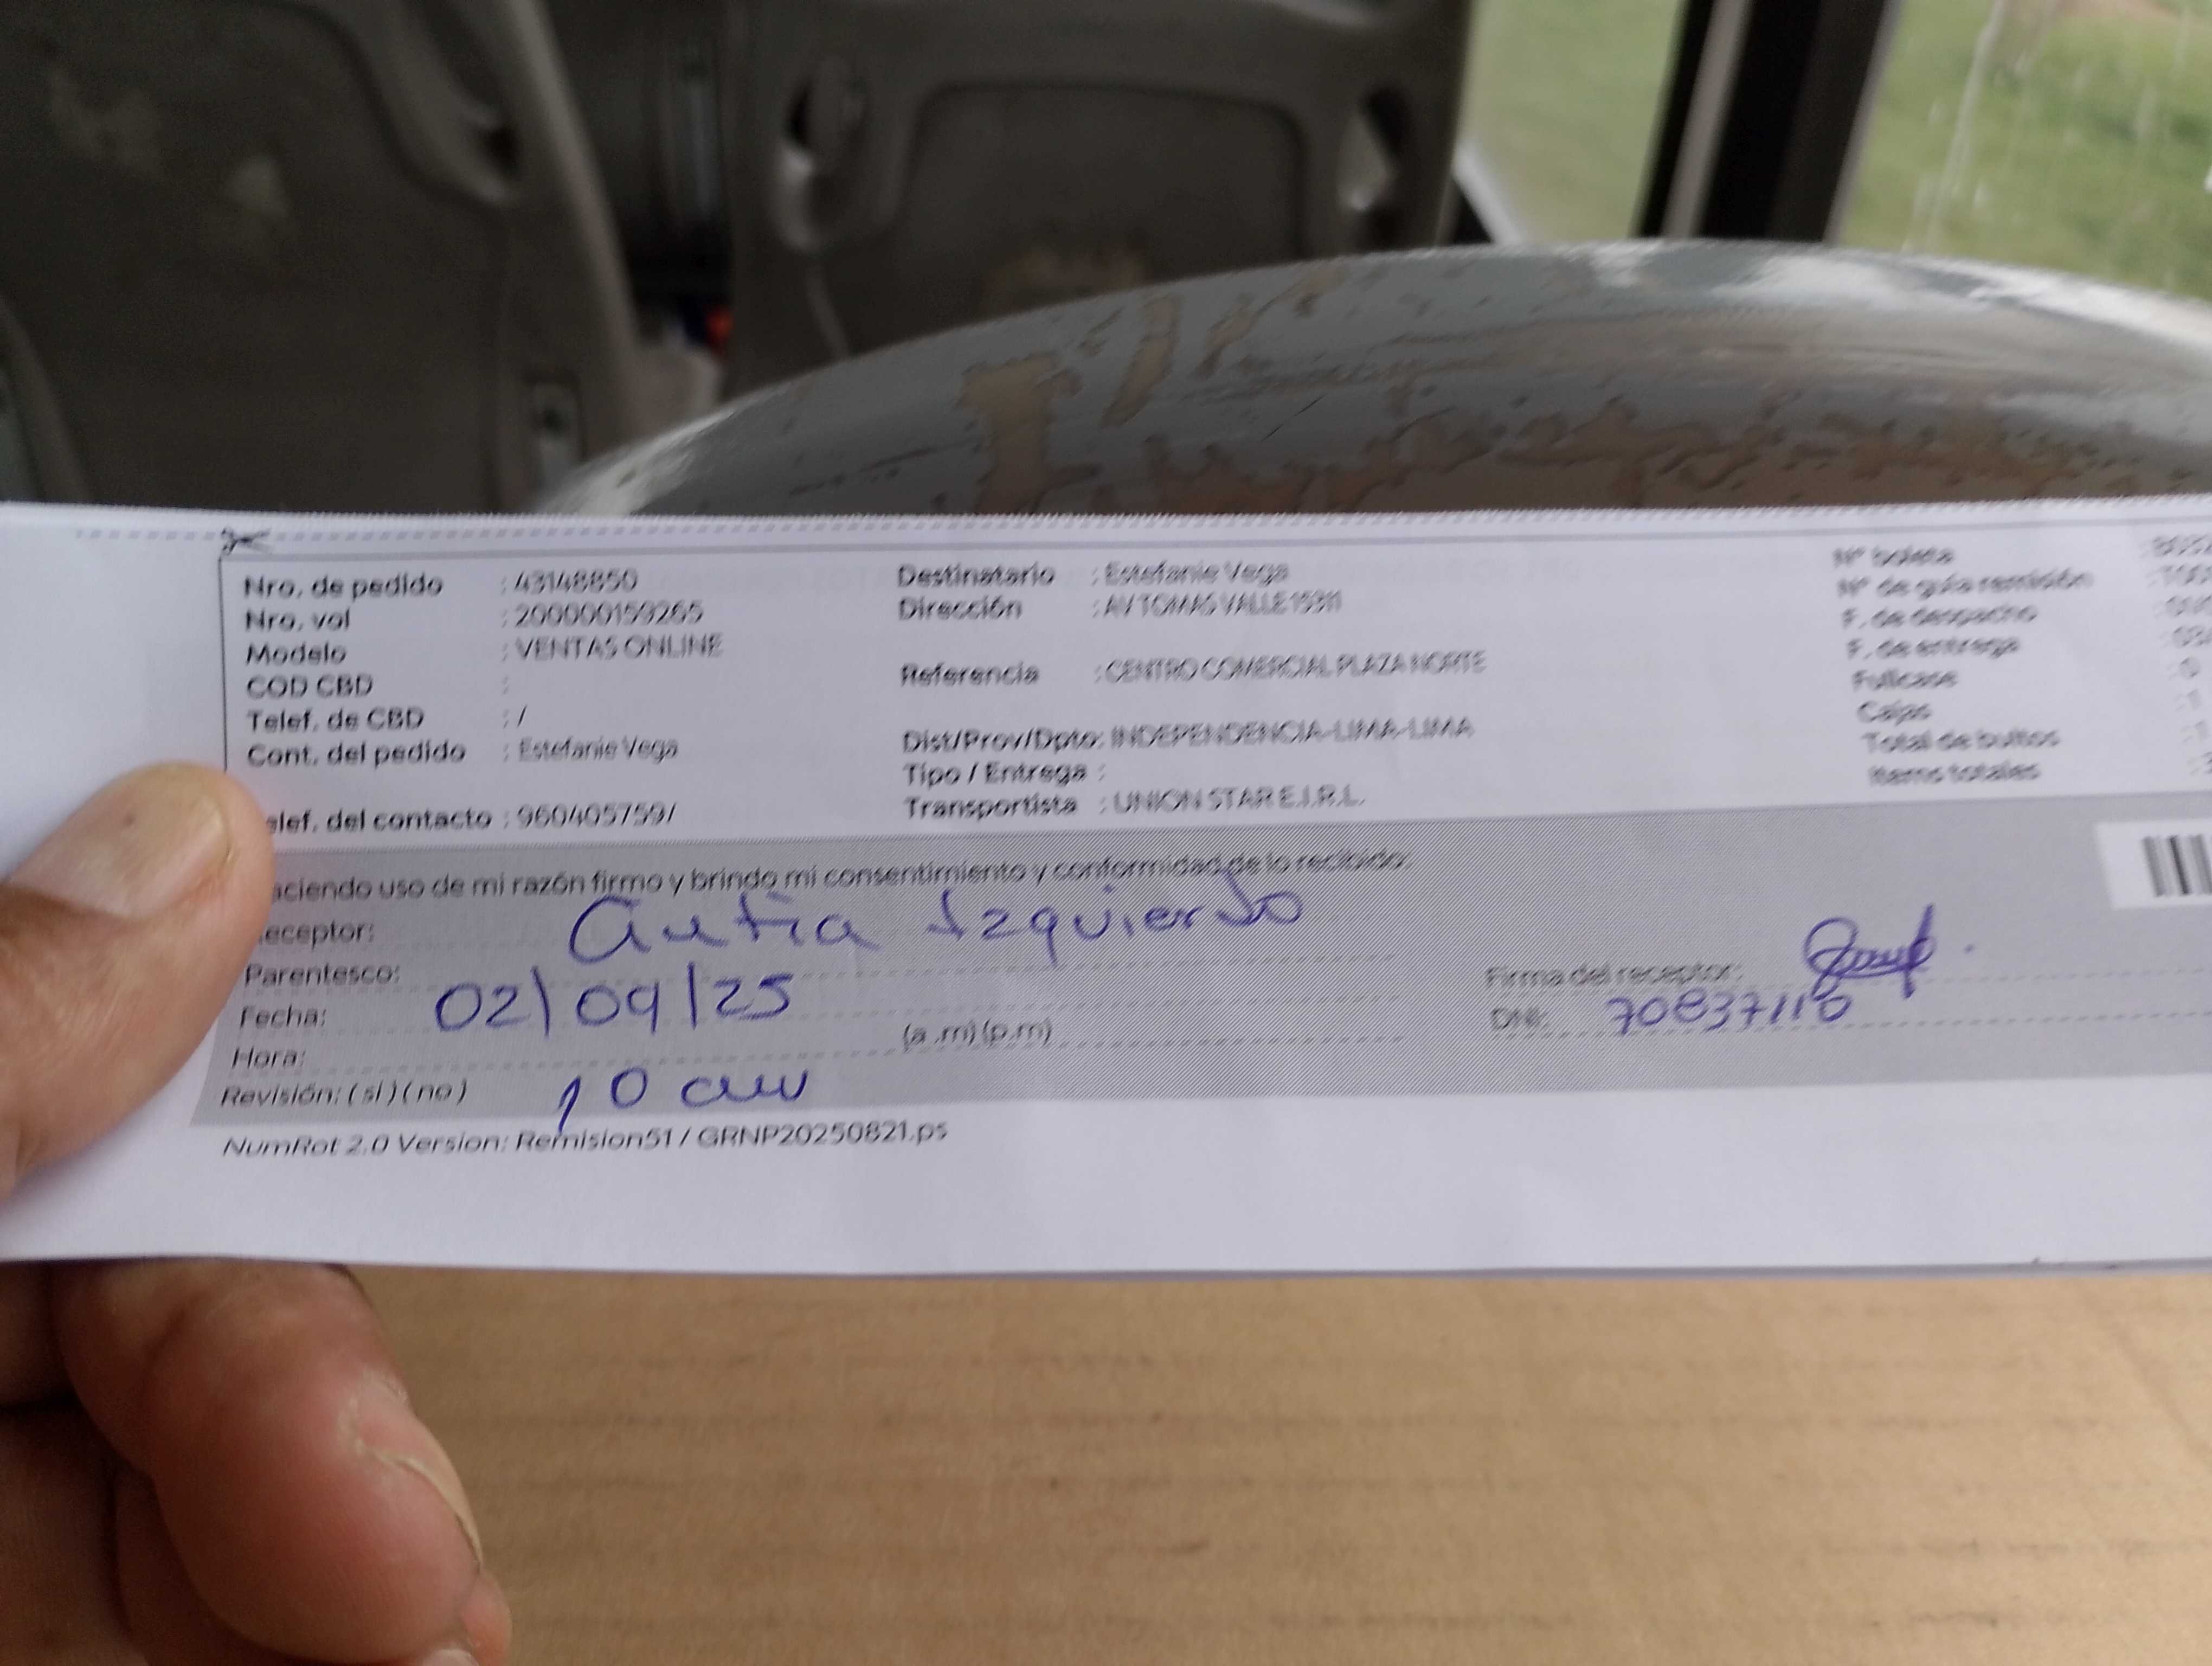 Nro. de pedido : 43148850
Nro. vol : 200000159265
Modelo : VENTAS ONLINE
COD CBD :
Telef. de CBD : /
Cont. del pedido : Estefanie Vega
elef. del contacto : 960405759/
Destinatario : Estefanie Vega
Dirección : AV TOMAS VALLE 15311
Referencia : CENTRO COMERCIAL PLAZA NORTE
Dist/Prov/Dpto: INDEPENDENCIA-LIMA-LIMA
Tipo / Entrega :
Transportista : UNION STAR E.I.R.L.
N° boleta
N° de guía remisión
F. de despacho
F. de entrega
Fullcase : 0
Cajas : 1
Total de bultos : 1
Items totales
aciendo uso de mi razón firmo y brindo mi consentimiento y conformidad de lo recibido:
eceptor: Izquierdo
Parentesco:
Fecha: 02/09/25
Hora: (a .m) (p.m)
Revisión: ( si ) ( no ) 10 am
Firma del receptor:
DNI: 70837110
NumRot 2.0 Version: Remision51 / GRNP20250821.ps